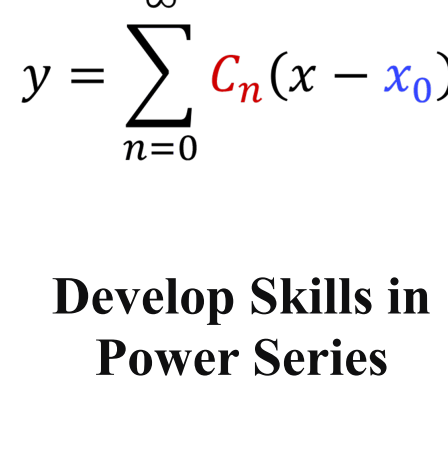 ∞
y = ∑ Cₙ(x − x₀)
n=0
Develop Skills in
Power Series